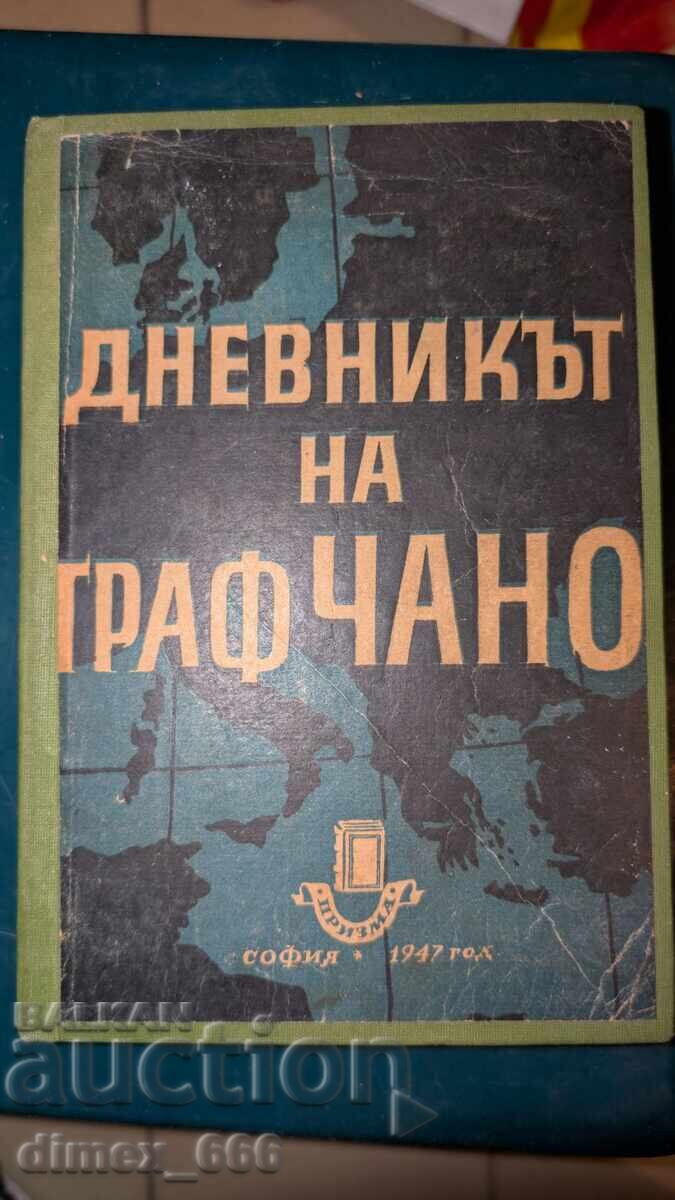 ДНЕВНИКЪТ
НА
ГРАФ ЧАНО
ПРИЗМА
СОФИЯ • 1947 год
BALKAN
auction
dimex_666